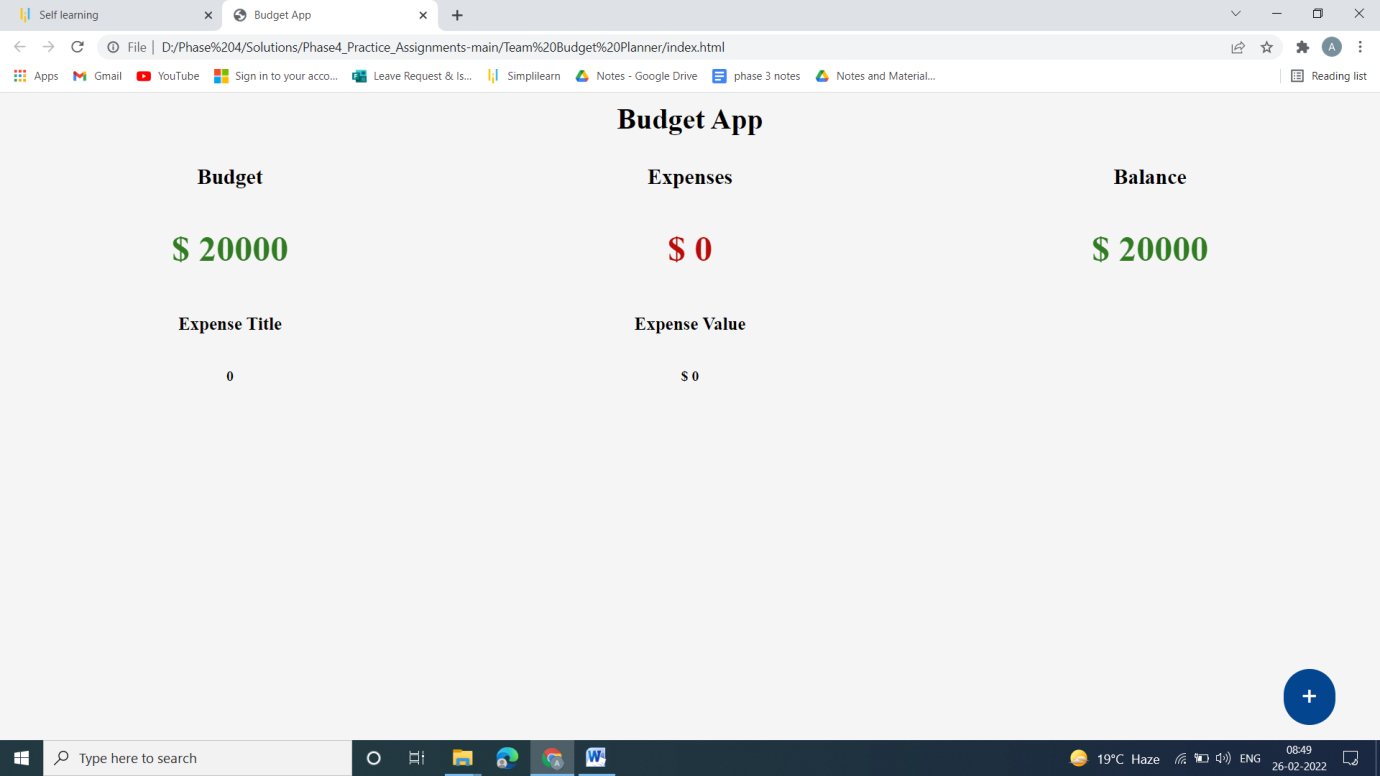 Self learning
Budget App
File | D:/Phase%204/Solutions/Phase4_Practice_Assignments-main/Team%20Budget%20Planner/index.html
A
Apps Gmail YouTube Sign in to your acco... Leave Request & Is... Simplilearn Notes - Google Drive phase 3 notes Notes and Material... Reading list
Budget App
Budget Expenses Balance
$ 20000 $ 0 $ 20000
Expense Title Expense Value
0 $ 0
+
Type here to search
19°C Haze ENG
08:49
26-02-2022